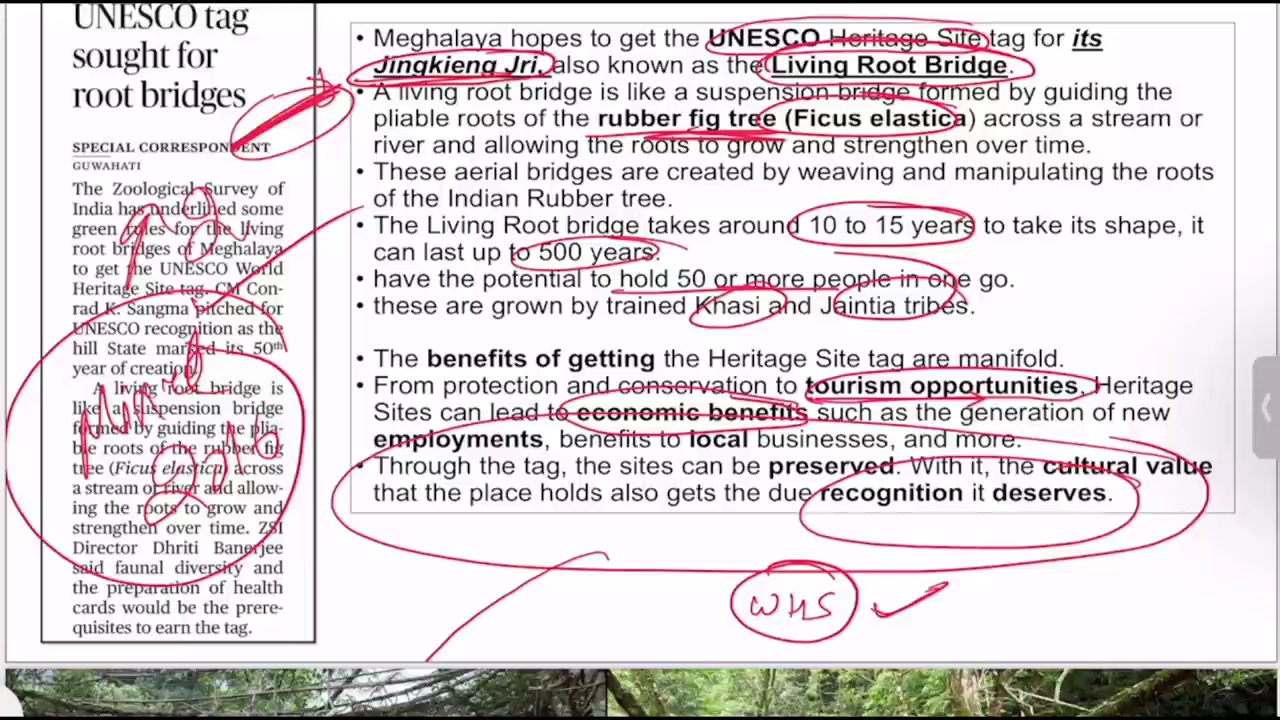 UNESCO tag
sought for
root bridges
SPECIAL CORRESPONDENT
GUWAHATI
The Zoological Survey of
India has underlined some
green rules for the living
root bridges of Meghalaya
to get the UNESCO World
Heritage Site tag. CM Con-
rad K. Sangma pitched for
UNESCO recognition as the
hill State marked its 50th
year of creation.
A living root bridge is
like a suspension bridge
formed by guiding the plia-
ble roots of the rubber fig
tree (Ficus elastica) across
a stream or river and allow-
ing the roots to grow and
strengthen over time. ZSI
Director Dhriti Banerjee
said faunal diversity and
the preparation of health
cards would be the prere-
quisites to earn the tag.
• Meghalaya hopes to get the UNESCO Heritage Site tag for its
Jingkieng Jri, also known as the Living Root Bridge.
• A living root bridge is like a suspension bridge formed by guiding the
pliable roots of the rubber fig tree (Ficus elastica) across a stream or
river and allowing the roots to grow and strengthen over time.
• These aerial bridges are created by weaving and manipulating the roots
of the Indian Rubber tree.
• The Living Root bridge takes around 10 to 15 years to take its shape, it
can last up to 500 years.
• have the potential to hold 50 or more people in one go.
• these are grown by trained Khasi and Jaintia tribes.
• The benefits of getting the Heritage Site tag are manifold.
• From protection and conservation to tourism opportunities, Heritage
Sites can lead to economic benefits such as the generation of new
employments, benefits to local businesses, and more.
• Through the tag, the sites can be preserved. With it, the cultural value
that the place holds also gets the due recognition it deserves.
WHS